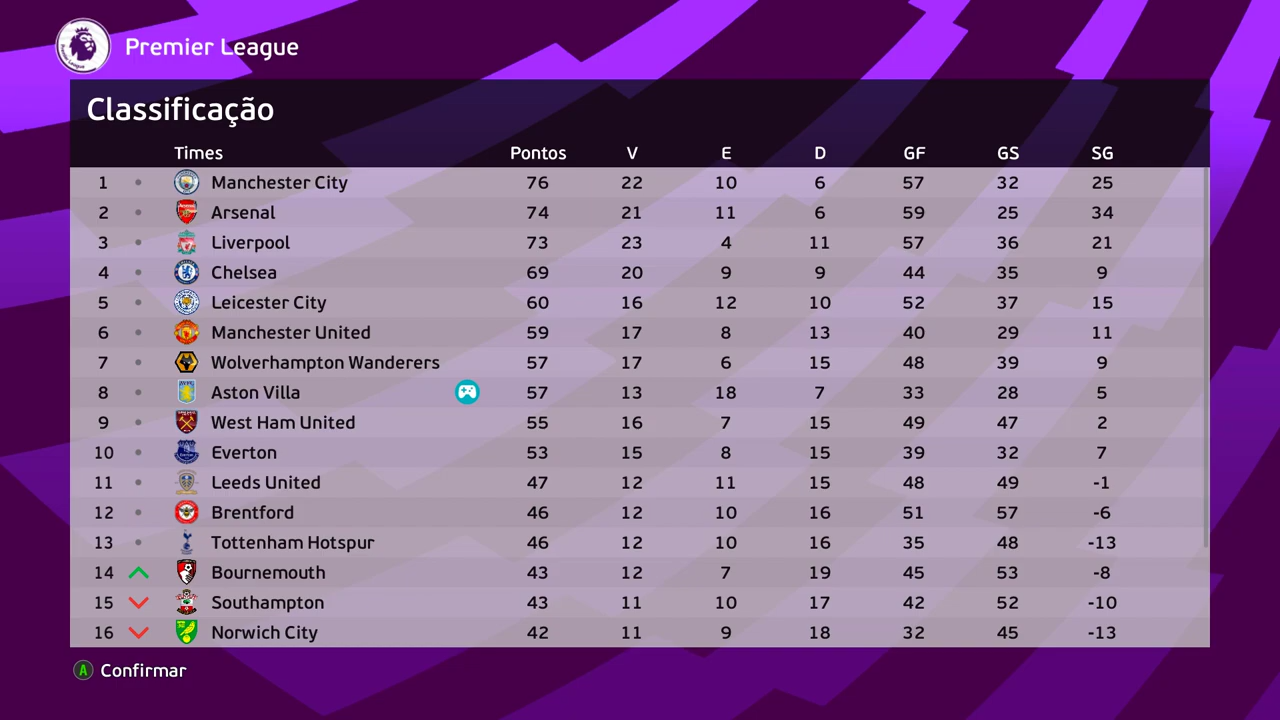 Premier League
Classificação
Times Pontos V E D GF GS SG
1 Manchester City 76 22 10 6 57 32 25
2 Arsenal 74 21 11 6 59 25 34
3 Liverpool 73 23 4 11 57 36 21
4 Chelsea 69 20 9 9 44 35 9
5 Leicester City 60 16 12 10 52 37 15
6 Manchester United 59 17 8 13 40 29 11
7 Wolverhampton Wanderers 57 17 6 15 48 39 9
8 Aston Villa 57 13 18 7 33 28 5
9 West Ham United 55 16 7 15 49 47 2
10 Everton 53 15 8 15 39 32 7
11 Leeds United 47 12 11 15 48 49 -1
12 Brentford 46 12 10 16 51 57 -6
13 Tottenham Hotspur 46 12 10 16 35 48 -13
14 Bournemouth 43 12 7 19 45 53 -8
15 Southampton 43 11 10 17 42 52 -10
16 Norwich City 42 11 9 18 32 45 -13
A Confirmar